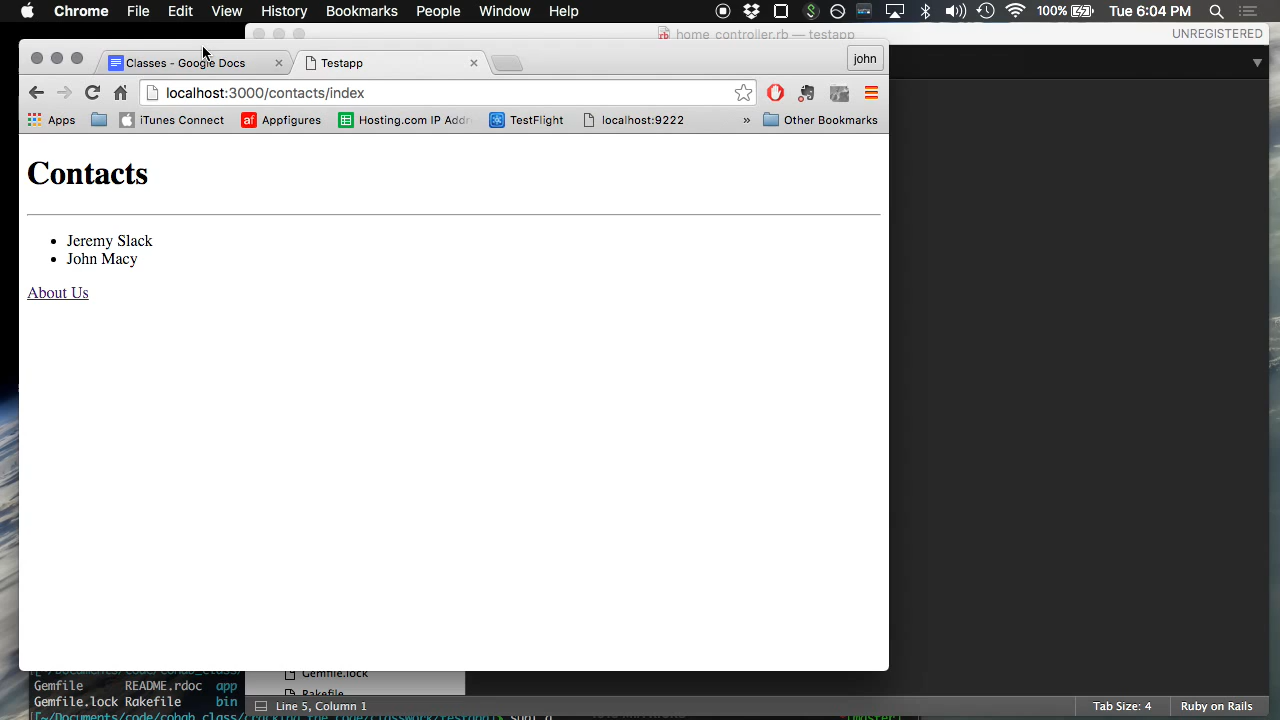 Chrome File Edit View History Bookmarks People Window Help 100% Tue 6:04 PM
home_controller.rb — testapp UNREGISTERED
Classes - Google Docs Testapp john
localhost:3000/contacts/index
Apps iTunes Connect af Appfigures Hosting.com IP Addr TestFlight localhost:9222 » Other Bookmarks
Contacts
Jeremy Slack
John Macy
About Us
Gemfile.lock
Gemfile README.rdoc app
Rakefile
Gemfile.lock Rakefile bin
Line 5, Column 1 Tab Size: 4 Ruby on Rails